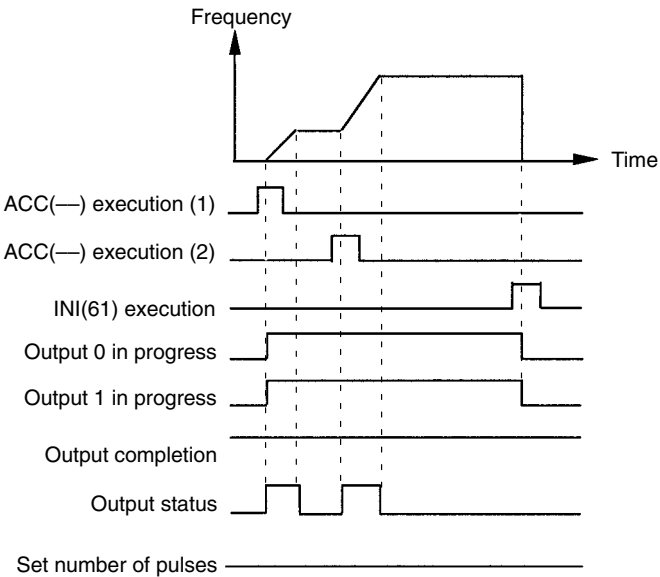 Frequency
Time
ACC(––) execution (1)
ACC(––) execution (2)
INI(61) execution
Output 0 in progress
Output 1 in progress
Output completion
Output status
Set number of pulses